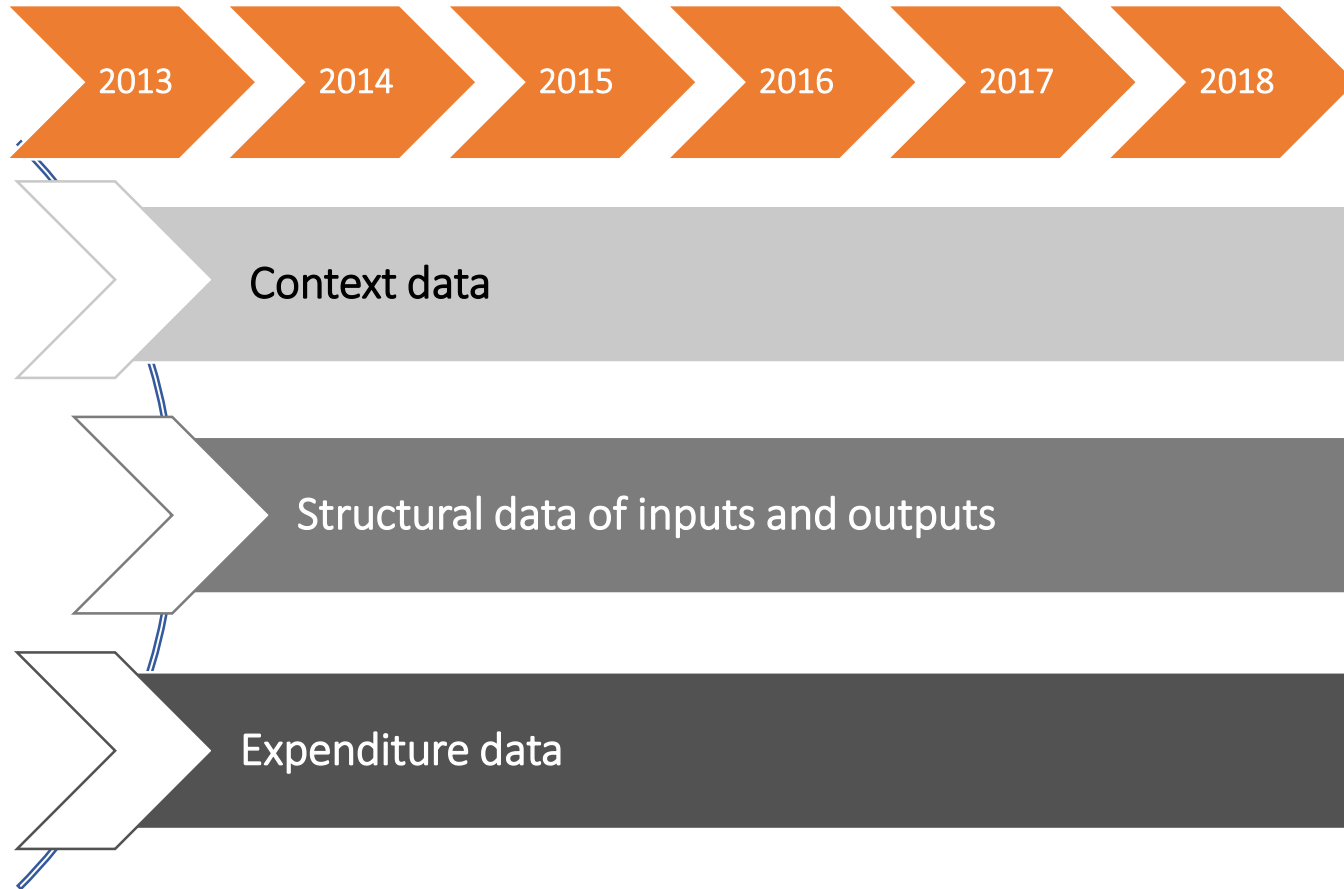 2013 2014 2015 2016 2017 2018
Context data
Structural data of inputs and outputs
Expenditure data